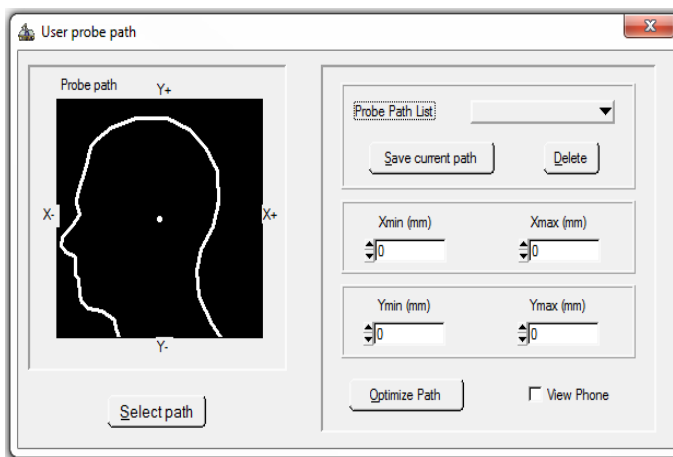 User probe path
Probe path
Y+
X-
X+
Y-
Select path
Probe Path List
Save current path
Delete
Xmin (mm)
Xmax (mm)
0
0
Ymin (mm)
Ymax (mm)
0
0
Optimize Path
View Phone